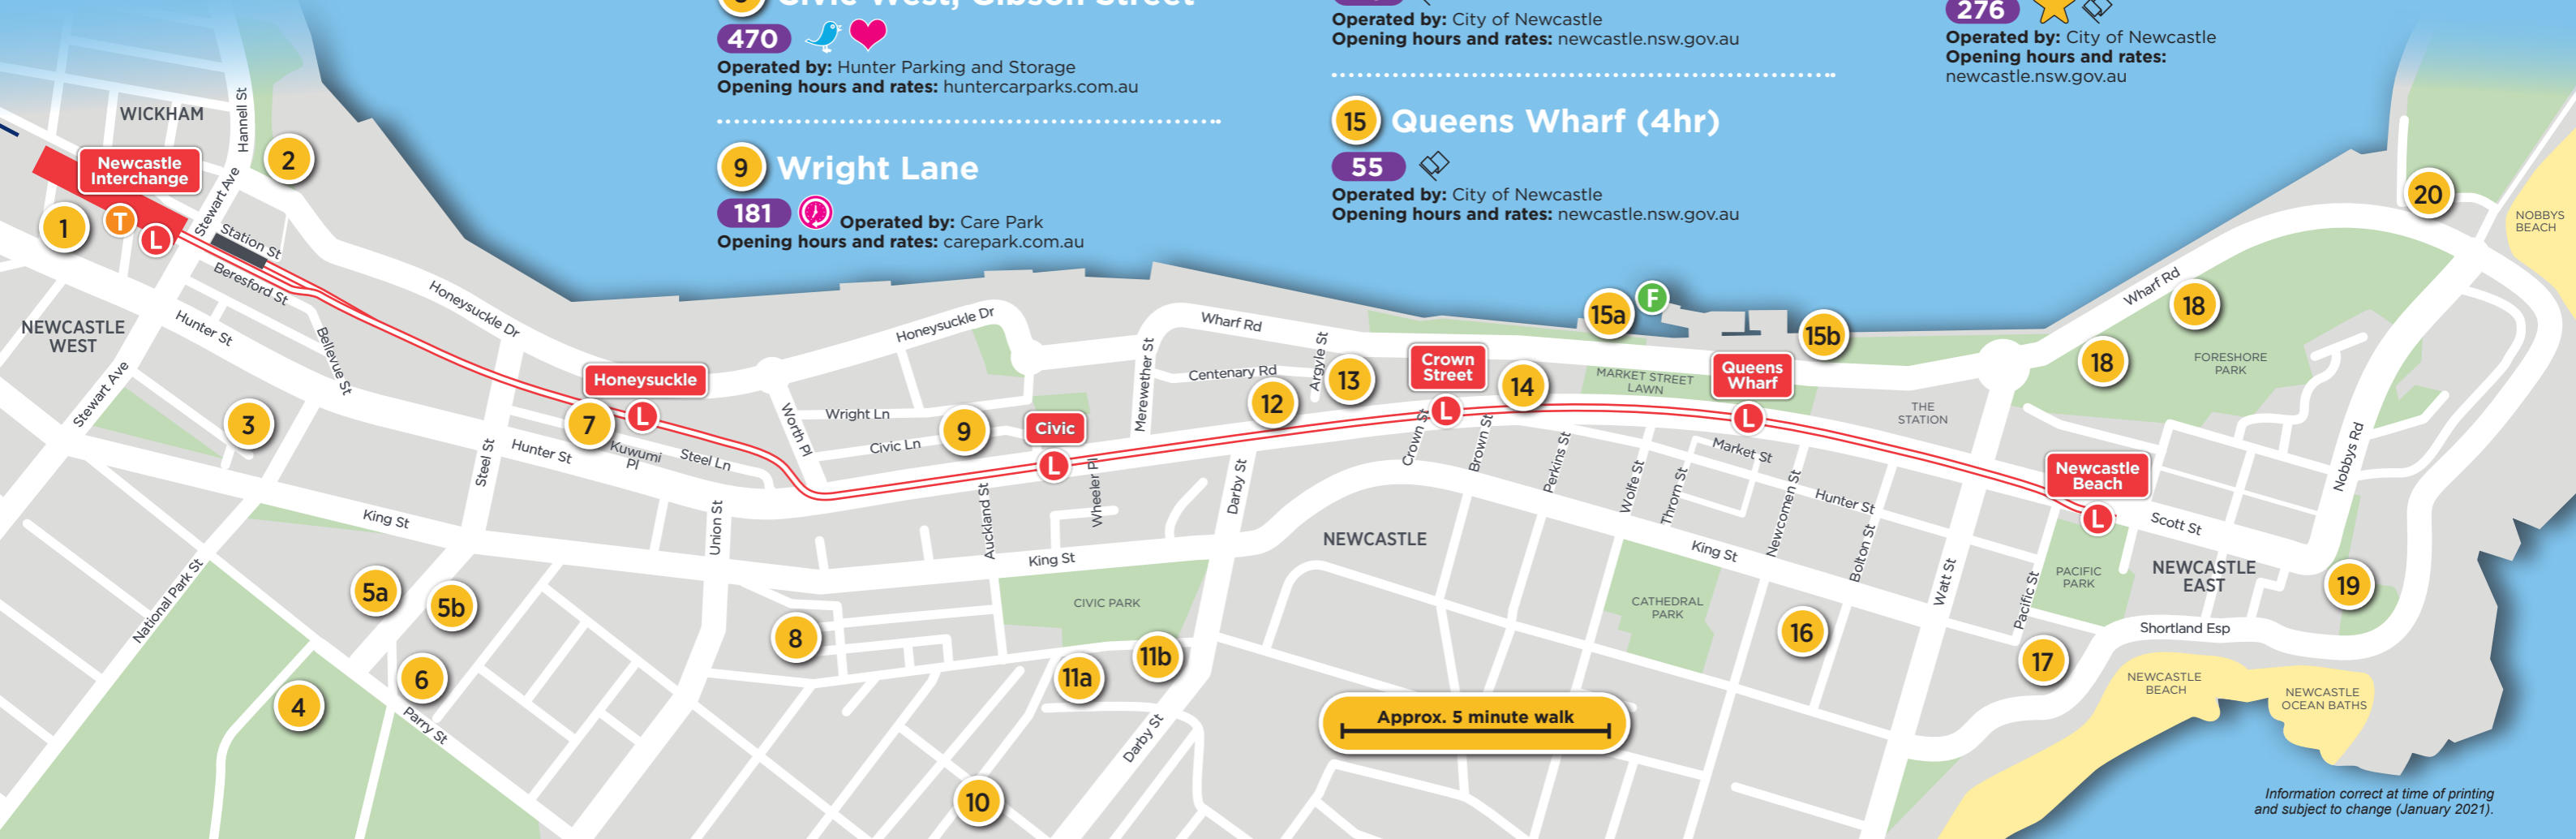 Civic West, Gibson Street
470
Operated by: Hunter Parking and Storage
Opening hours and rates: huntercarparks.com.au
9 Wright Lane
181 Operated by: Care Park
Opening hours and rates: carepark.com.au
Operated by: City of Newcastle
Opening hours and rates: newcastle.nsw.gov.au
15 Queens Wharf (4hr)
55
Operated by: City of Newcastle
Opening hours and rates: newcastle.nsw.gov.au
276
Operated by: City of Newcastle
Opening hours and rates:
newcastle.nsw.gov.au
WICKHAM
Hannell St
2
Newcastle
Interchange
1
T
L
Stewart Ave
Station St
Beresford St
Honeysuckle Dr
NEWCASTLE
WEST
Hunter St
Bellevue St
Stewart Ave
3
Honeysuckle
L
7
Kuwumi
Pl
Steel Ln
Hunter St
Steel St
King St
Union St
National Park St
5a
5b
4
6
Parry St
Honeysuckle Dr
Worth Pl
Wright Ln
Civic Ln
9
Civic
L
Auckland St
Wheeler Pl
King St
CIVIC PARK
8
11a
11b
10
Darby St
Darby St
Merewether St
Wharf Rd
Centenary Rd
Argyle St
12
13
Crown
Street
L
14
Crown St
Brown St
15a
F
15b
MARKET STREET
LAWN
Queens
Wharf
L
Perkins St
Wolfe St
Thorn St
Market St
Newcomen St
Hunter St
Bolton St
King St
NEWCASTLE
CATHEDRAL
PARK
16
Approx. 5 minute walk
THE
STATION
Watt St
Pacific St
Newcastle
Beach
L
Scott St
PACIFIC
PARK
NEWCASTLE
EAST
17
Shortland Esp
19
Nobbys Rd
Wharf Rd
18
18
FORESHORE
PARK
20
NOBBYS
BEACH
NEWCASTLE
BEACH
NEWCASTLE
OCEAN BATHS
Information correct at time of printing
and subject to change (January 2021).